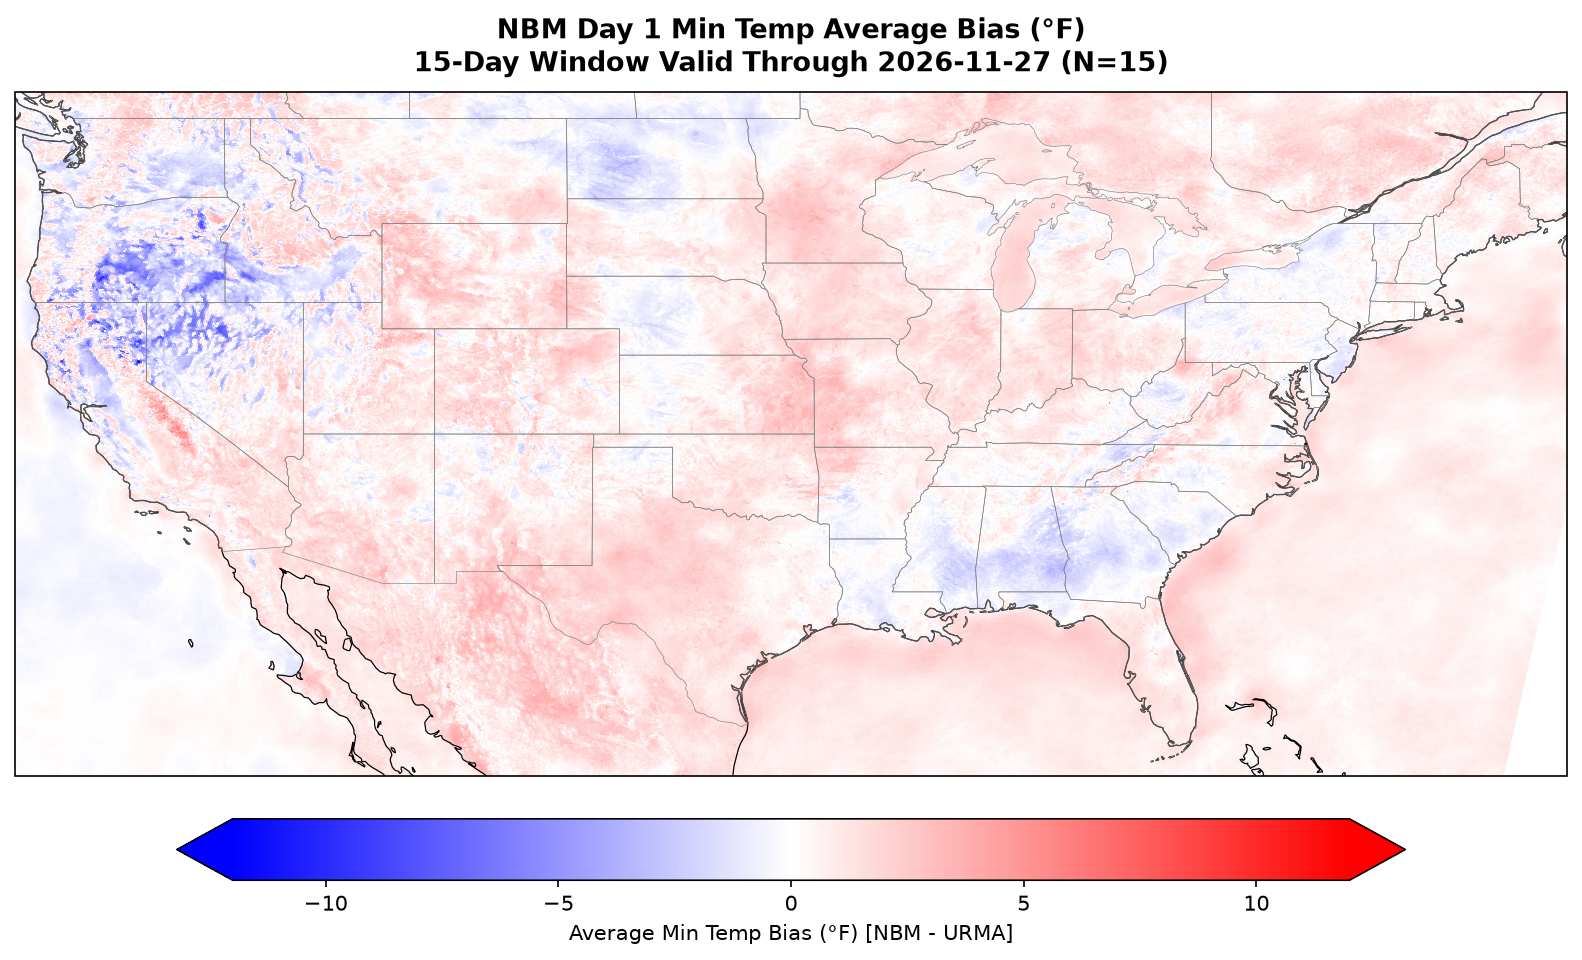 NBM Day 1 Min Temp Average Bias (°F)
15-Day Window Valid Through 2026-11-27 (N=15)
−10 −5 0 5 10
Average Min Temp Bias (°F) [NBM - URMA]